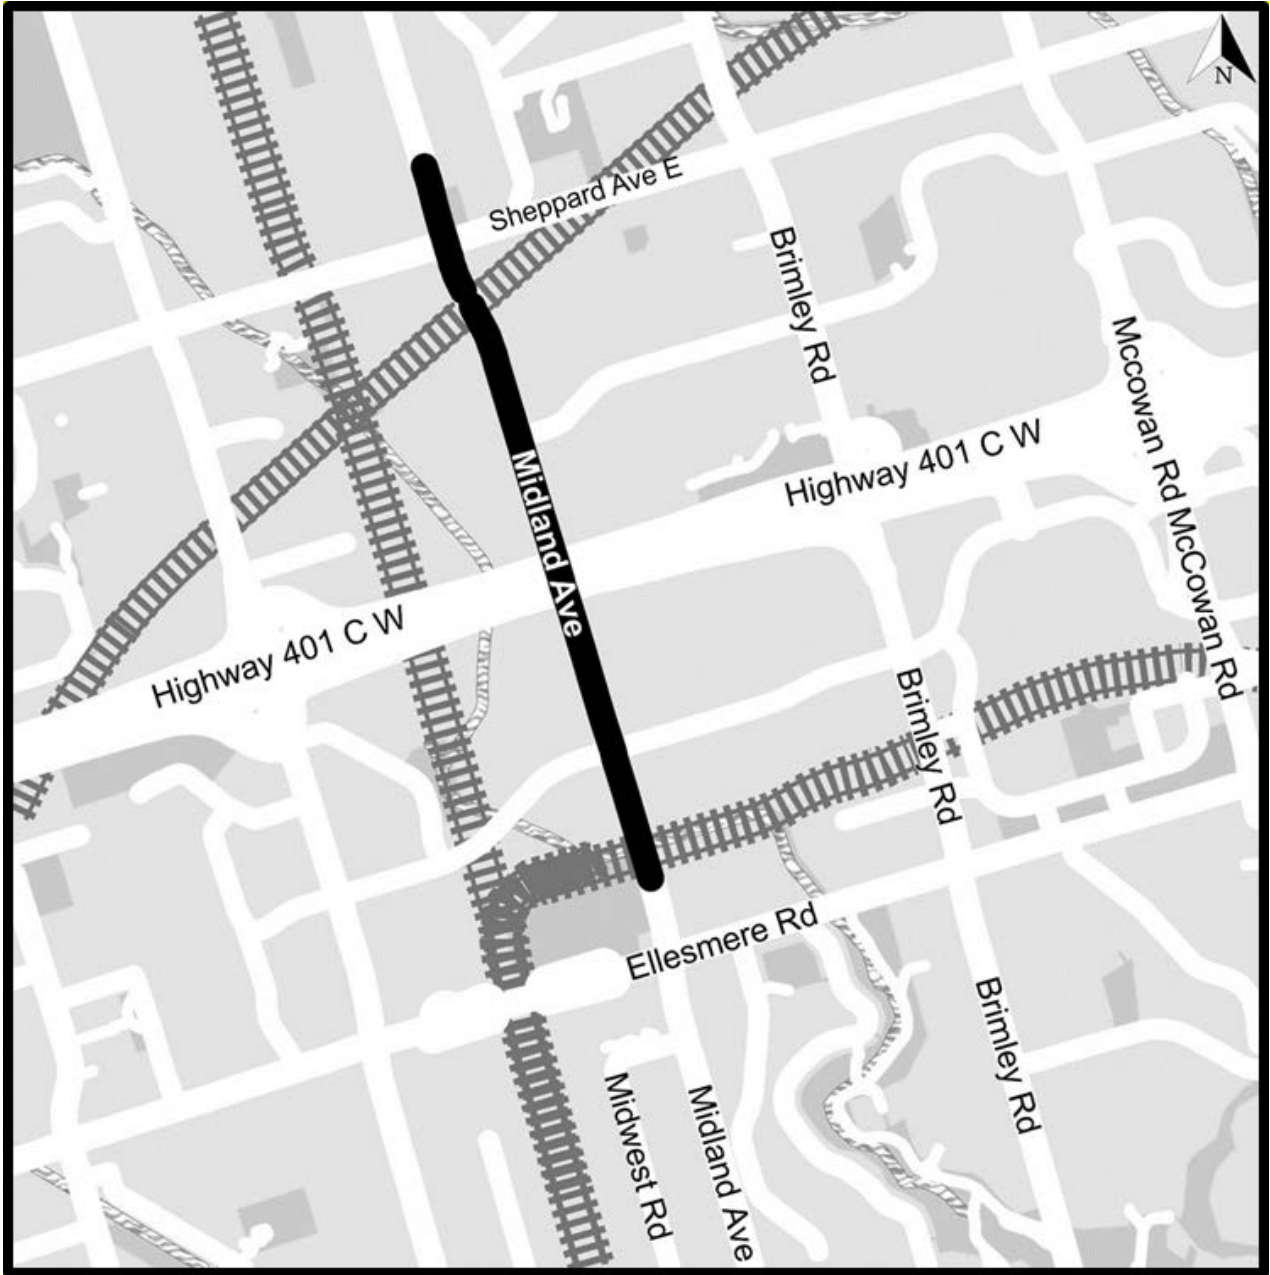 N
Sheppard Ave E
Brimley Rd
Mccowan Rd
Highway 401 C W
Midland Ave
McCowan Rd
Highway 401 C W
Brimley Rd
Ellesmere Rd
Brimley Rd
Midwest Rd
Midland Ave